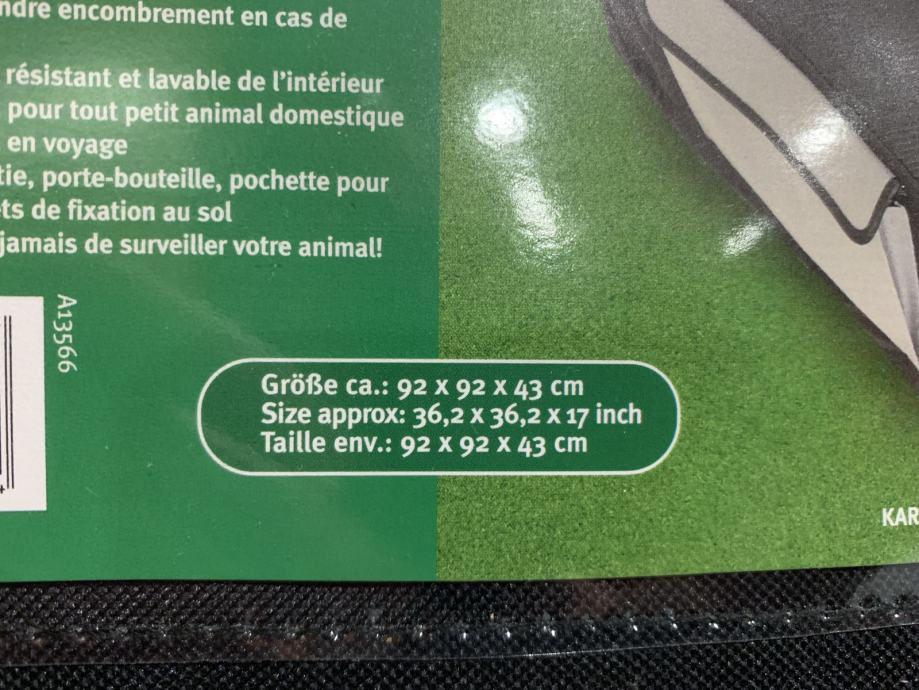 ndre encombrement en cas de
résistant et lavable de l'intérieur
pour tout petit animal domestique
en voyage
tie, porte-bouteille, pochette pour
ts de fixation au sol
jamais de surveiller votre animal!
A13566
Größe ca.: 92 x 92 x 43 cm
Size approx: 36,2 x 36,2 x 17 inch
Taille env.: 92 x 92 x 43 cm
KAR